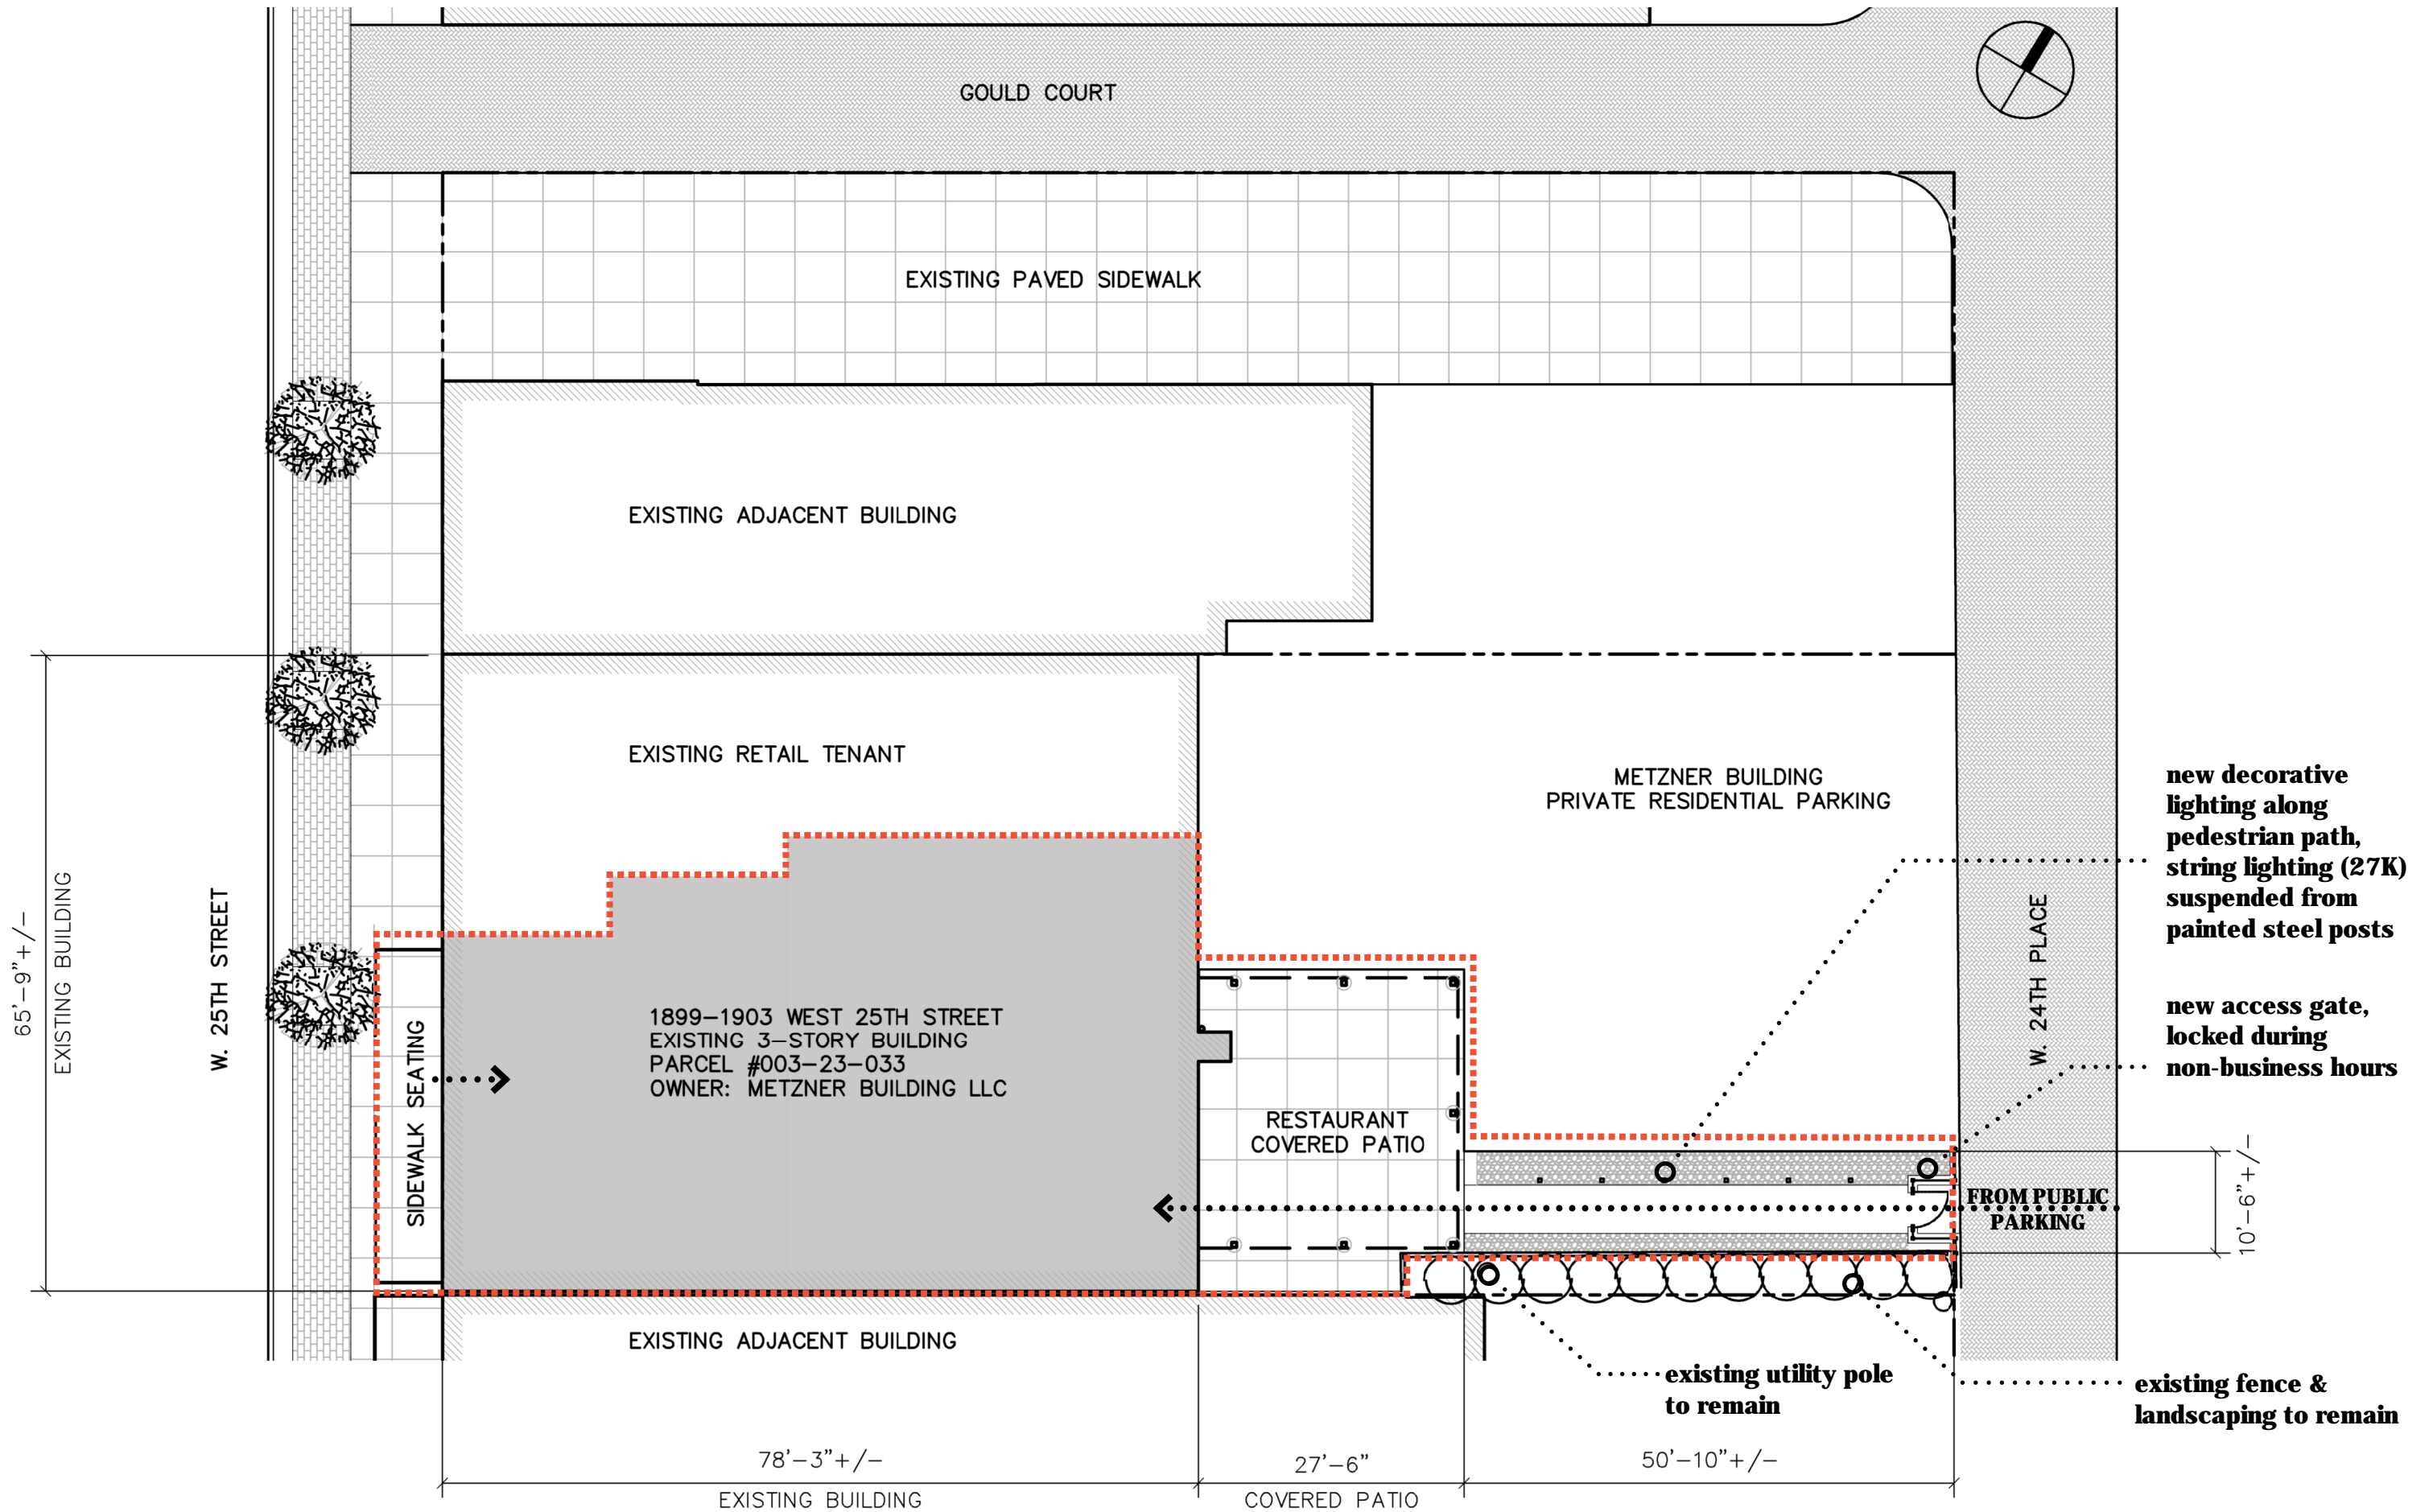 GOULD COURT
EXISTING PAVED SIDEWALK
EXISTING ADJACENT BUILDING
EXISTING RETAIL TENANT
METZNER BUILDING
PRIVATE RESIDENTIAL PARKING
new decorative
lighting along
pedestrian path,
string lighting (27K)
suspended from
painted steel posts
65'-9"+/-
EXISTING BUILDING
W. 25TH STREET
SIDEWALK SEATING
1899-1903 WEST 25TH STREET
EXISTING 3-STORY BUILDING
PARCEL #003-23-033
OWNER: METZNER BUILDING LLC
RESTAURANT
COVERED PATIO
W. 24TH PLACE
new access gate,
locked during
non-business hours
FROM PUBLIC
PARKING
10'-6"+/-
EXISTING ADJACENT BUILDING
existing utility pole
to remain
existing fence &
landscaping to remain
78'-3"+/-
EXISTING BUILDING
27'-6"
COVERED PATIO
50'-10"+/-